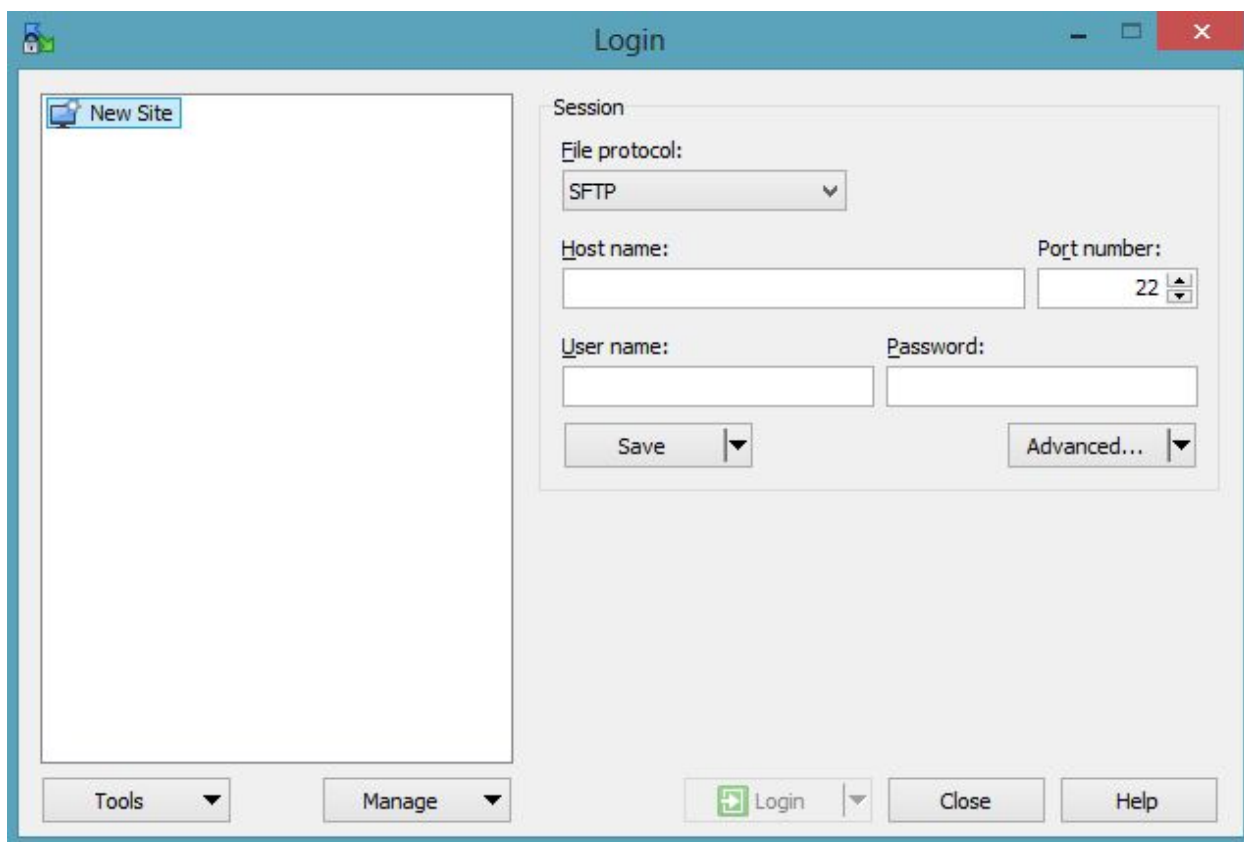 Login
New Site
Session
File protocol:
SFTP
Host name:
Port number:
22
User name:
Password:
Save
Advanced...
Tools
Manage
Login
Close
Help